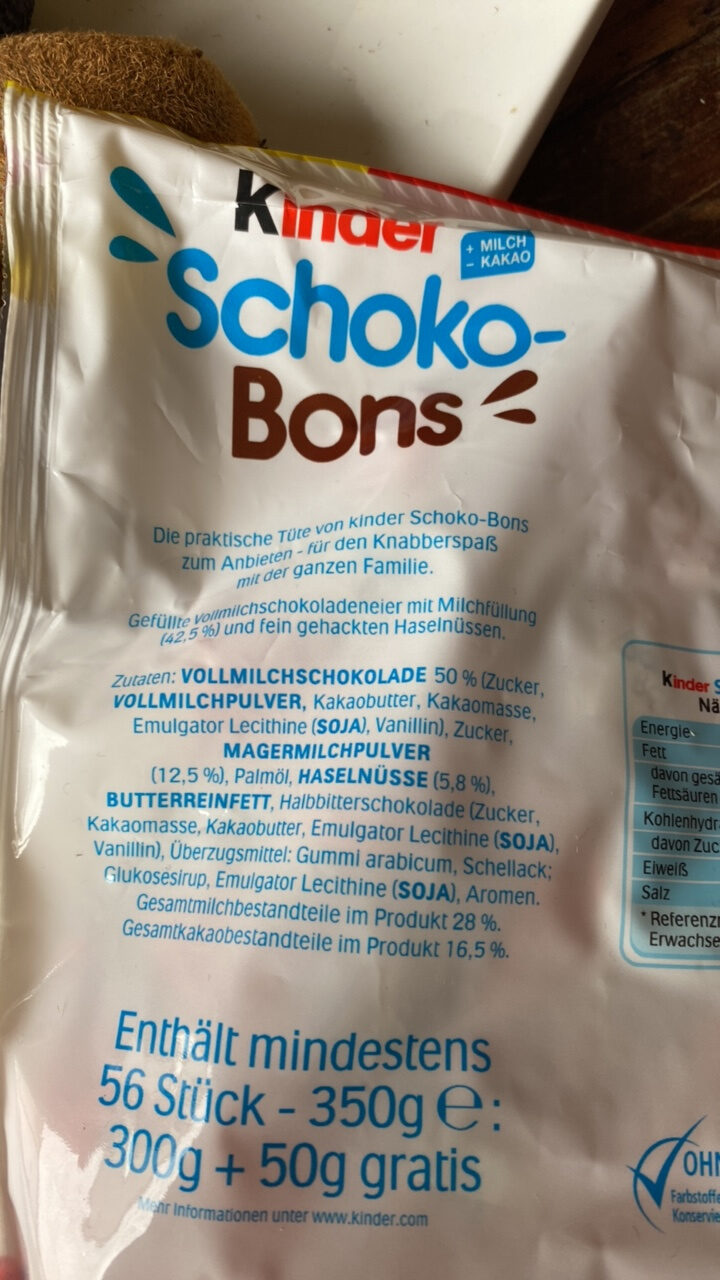 kinder
+ MILCH
- KAKAO
Schoko-
Bons
Die praktische Tüte von kinder Schoko-Bons
zum Anbieten - für den Knabberspaß
mit der ganzen Familie.
Gefüllte Vollmilchschokoladeneier mit Milchfüllung
(42,5 %) und fein gehackten Haselnüssen.
Zutaten: VOLLMILCHSCHOKOLADE 50 % (Zucker,
VOLLMILCHPULVER, Kakaobutter, Kakaomasse,
Emulgator Lecithine (SOJA), Vanillin), Zucker,
MAGERMILCHPULVER
(12,5 %), Palmöl, HASELNÜSSE (5,8 %),
BUTTERREINFETT, Halbbitterschokolade (Zucker,
Kakaomasse, Kakaobutter, Emulgator Lecithine (SOJA),
Vanillin), Überzugsmittel: Gummi arabicum, Schellack;
Glukosesirup, Emulgator Lecithine (SOJA), Aromen.
Gesamtmilchbestandteile im Produkt 28 %.
Gesamtkakaobestandteile im Produkt 16,5 %.
Enthält mindestens
56 Stück - 350g e:
300g + 50g gratis
Mehr Informationen unter www.kinder.com
Kinder S
Nä
Energie
Fett
davon gesä
Fettsäuren
Kohlenhydr
davon Zuc
Eiweiß
Salz
* Referenz
Erwachse
OHN
Farbstoffe
Konservie